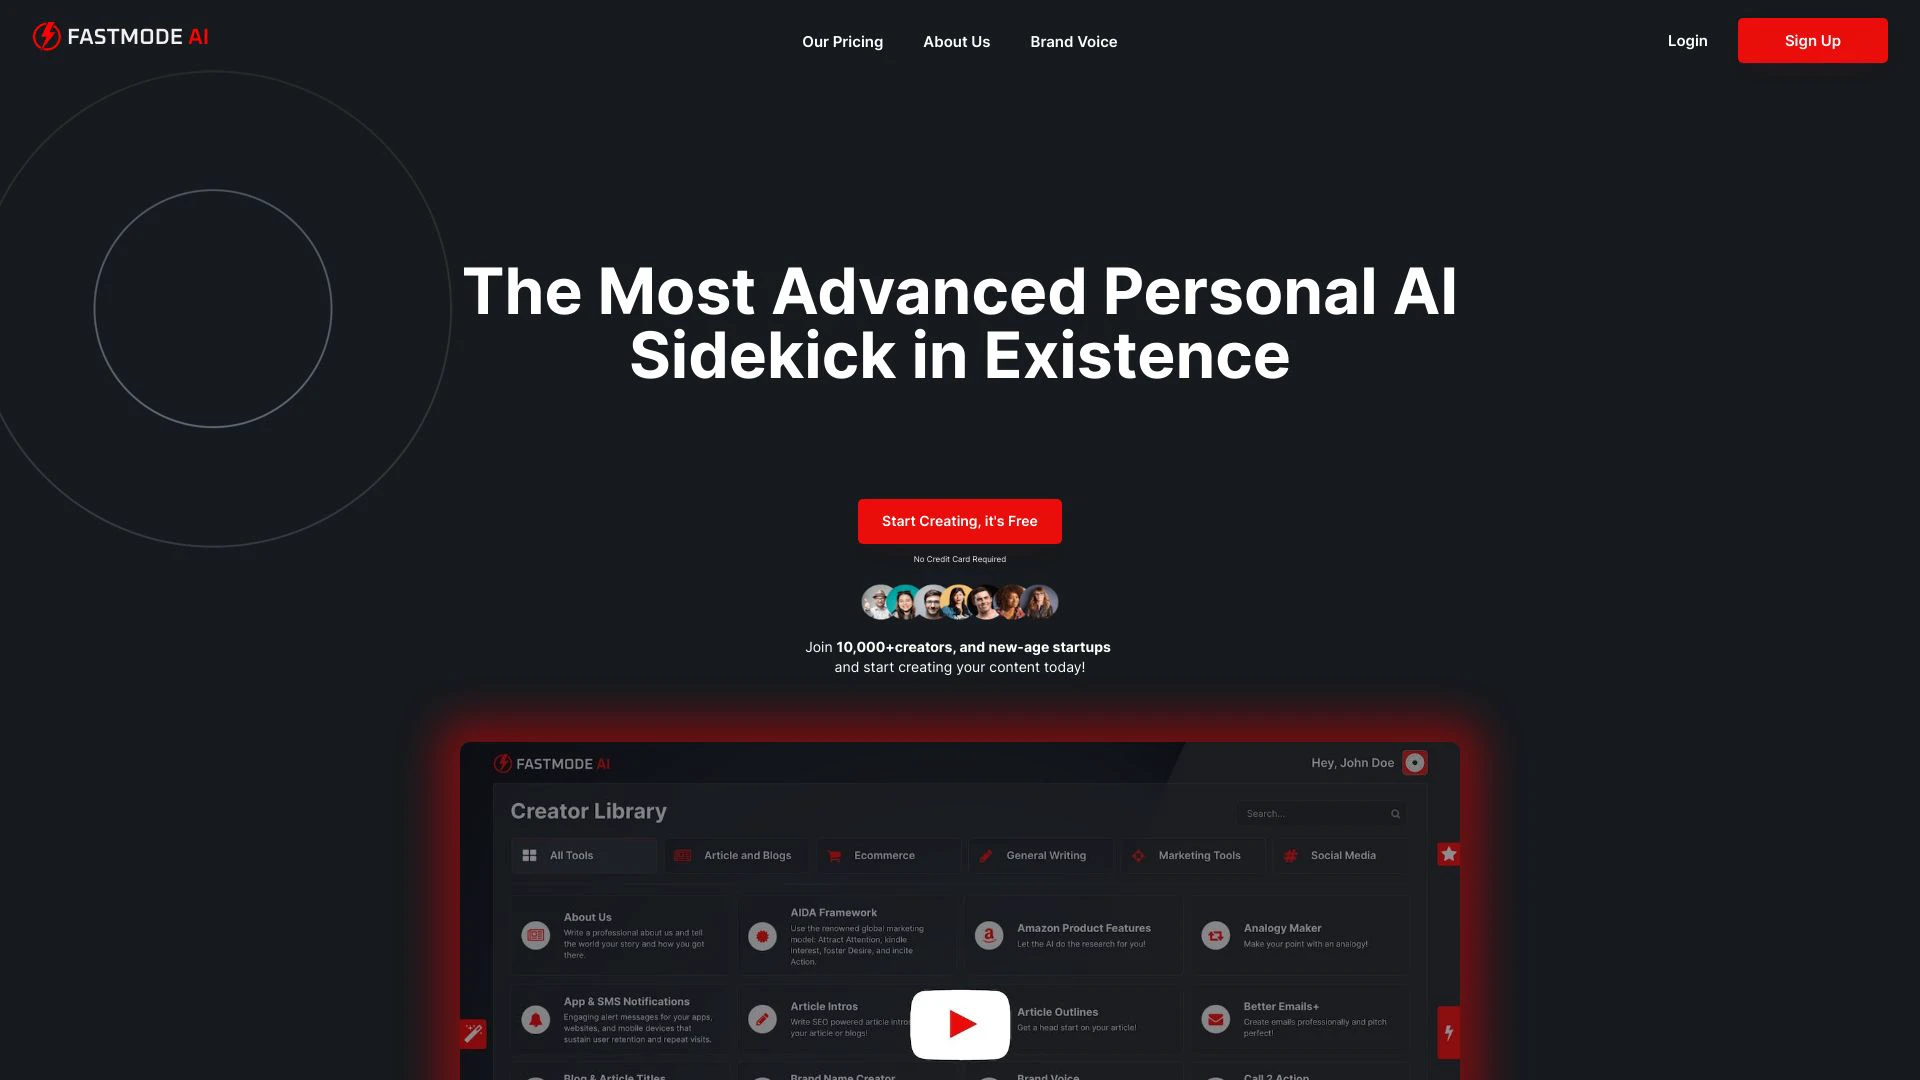 FASTMODE AI
Our Pricing
About Us
Brand Voice
Login
Sign Up
The Most Advanced Personal AI
Sidekick in Existence
Start Creating, it's Free
No Credit Card Required
Join 10,000+creators, and new-age startups
and start creating your content today!
FASTMODE AI
Hey, John Doe
Creator Library
Search...
All Tools
Article and Blogs
Ecommerce
General Writing
Marketing Tools
Social Media
About Us
Write a professional about us and tell
the world your story and how you got
there.
AIDA Framework
Use the renowned global marketing
model: Attract Attention, kindle
Interest, foster Desire, and incite
Action.
Amazon Product Features
Let the AI do the research for you!
Analogy Maker
Make your point with an analogy!
App & SMS Notifications
Engaging alert messages for your apps,
websites, and mobile devices that
sustain user retention and repeat visits.
Article Intros
Write SEO powered article intros
your article or blogs!
Article Outlines
Get a head start on your article!
Better Emails+
Create emails professionally and pitch
perfect!
Blog & Article Titles
Brand Name Creator
Brand Voice
Call 2 Action